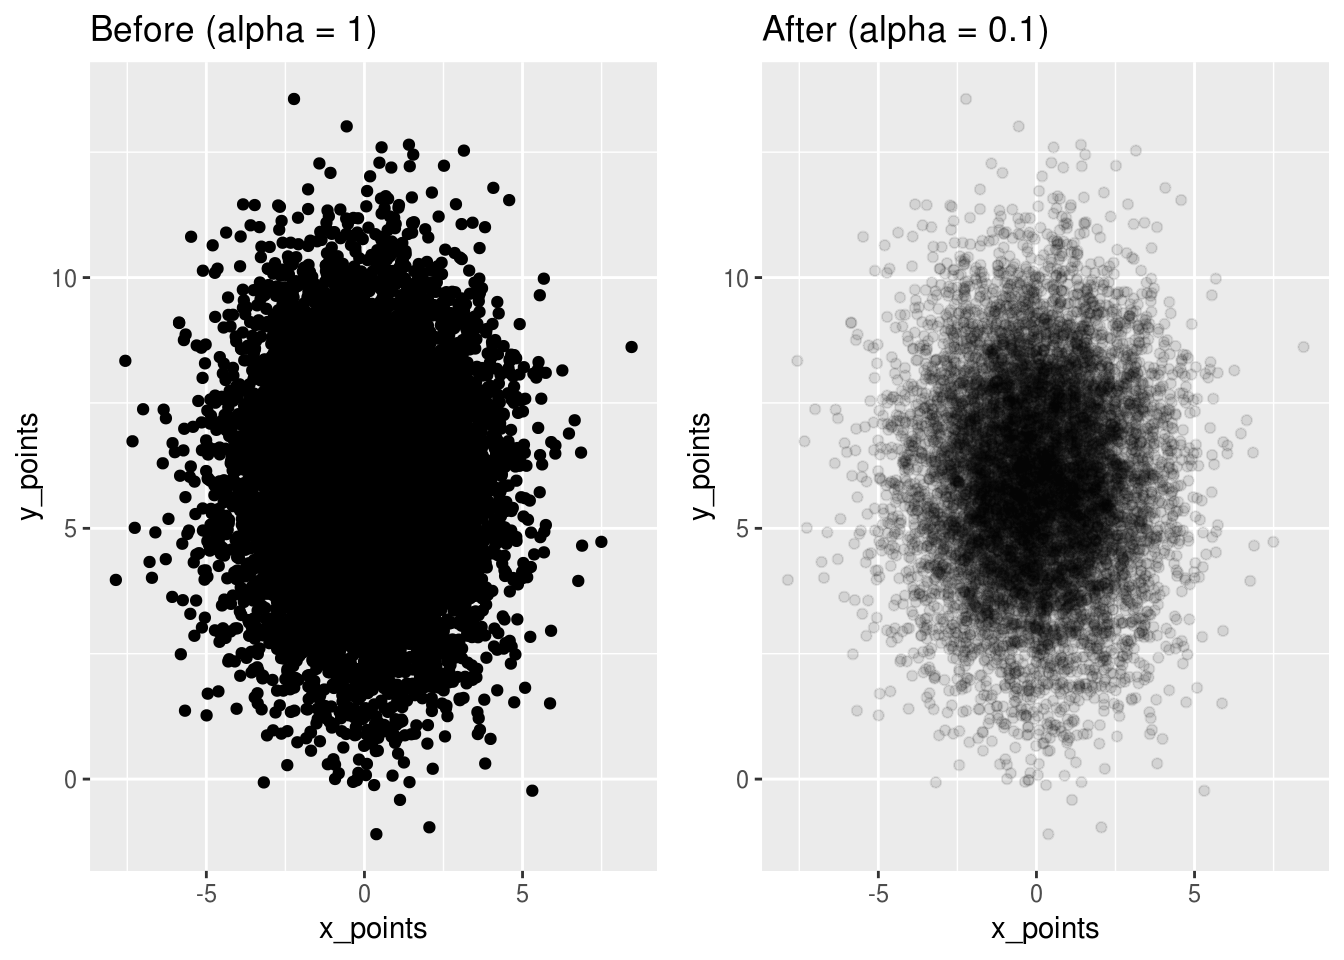 Before (alpha = 1)
y_points
10
5
0
-5 0 5
x_points
After (alpha = 0.1)
y_points
10
5
0
-5 0 5
x_points